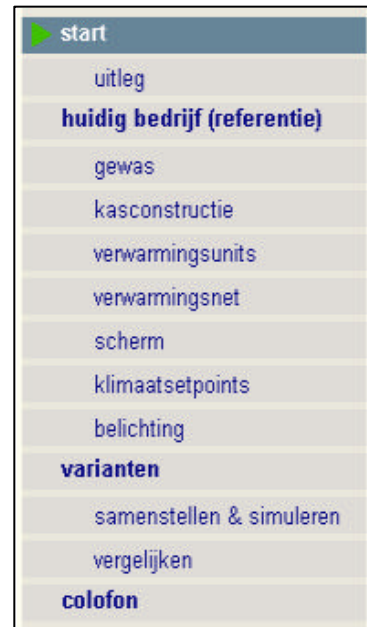 start
uitleg
huidig bedrijf (referentie)
gewas
kasconstructie
verwarmingsunits
verwarmingsnet
scherm
klimaatsetpoints
belichting
varianten
samenstellen & simuleren
vergelijken
colofon